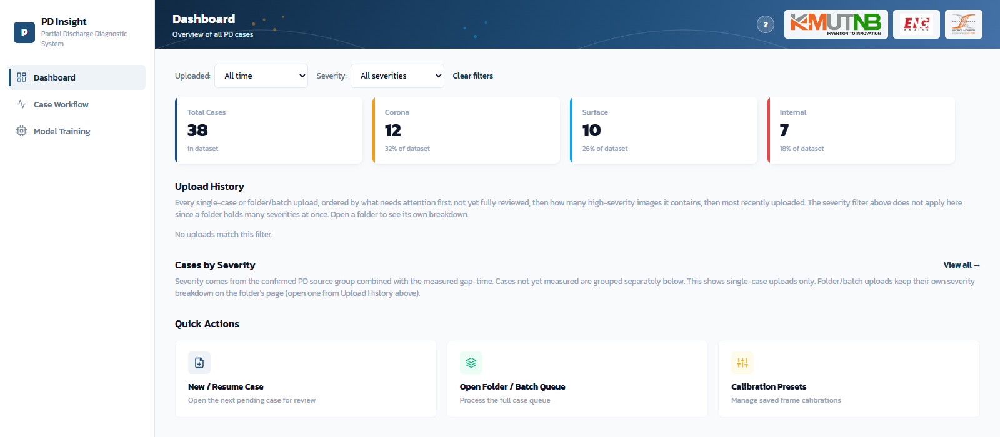 P
PD Insight
Partial Discharge Diagnostic
System
Dashboard
Case Workflow
Model Training
Dashboard
Overview of all PD cases
?
KMUTNB
INVENTION TO INNOVATION
ENG
KMUTNB
Uploaded:
All time
Severity:
All severities
Clear filters
Total Cases
38
in dataset
Corona
12
32% of dataset
Surface
10
26% of dataset
Internal
7
18% of dataset
Upload History
Every single-case or folder/batch upload, ordered by what needs attention first: not yet fully reviewed, then how many high-severity images it contains, then most recently uploaded. The severity filter above does not apply here
since a folder holds many severities at once. Open a folder to see its own breakdown.
No uploads match this filter.
Cases by Severity
View all →
Severity comes from the confirmed PD source group combined with the measured gap-time. Cases not yet measured are grouped separately below. This shows single-case uploads only. Folder/batch uploads keep their own severity
breakdown on the folder's page (open one from Upload History above).
Quick Actions
New / Resume Case
Open the next pending case for review
Open Folder / Batch Queue
Process the full case queue
Calibration Presets
Manage saved frame calibrations